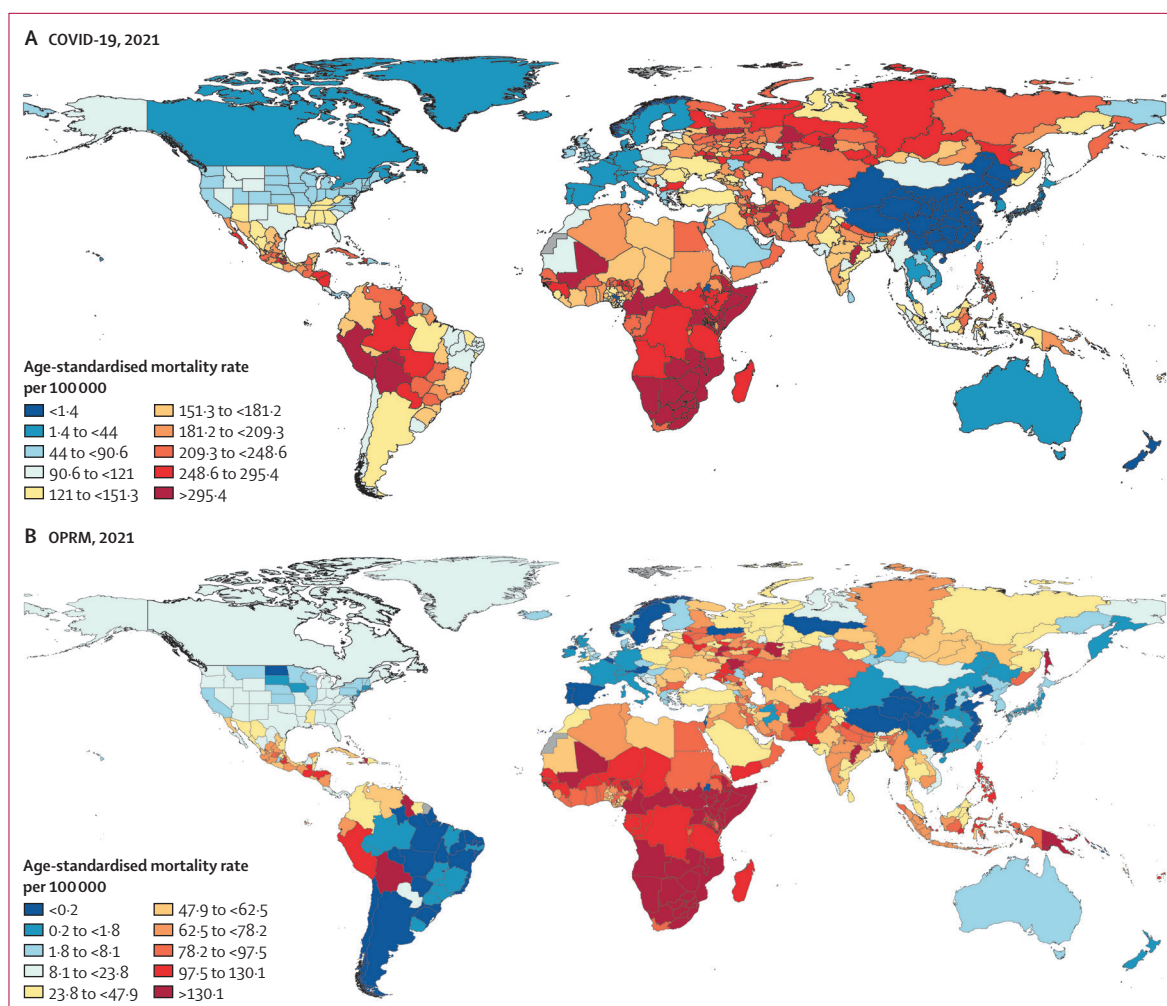 A COVID-19, 2021
Age-standardised mortality rate
per 100 000
<1·4
1·4 to <44
44 to <90·6
90·6 to <121
121 to <151·3
151·3 to <181·2
181·2 to <209·3
209·3 to <248·6
248·6 to 295·4
>295·4
B OPRM, 2021
Age-standardised mortality rate
per 100 000
<0·2
0·2 to <1·8
1·8 to <8·1
8·1 to <23·8
23·8 to <47·9
47·9 to <62·5
62·5 to <78·2
78·2 to <97·5
97·5 to 130·1
>130·1